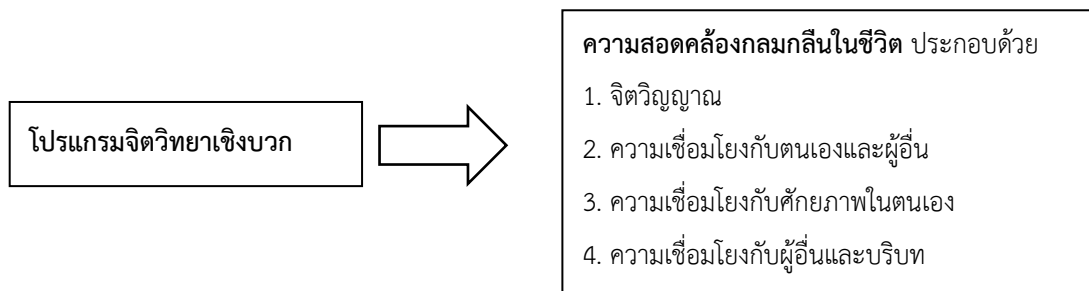 โปรแกรมจิตวิทยาเชิงบวก
ความสอดคล้องกลมกลืนในชีวิต ประกอบด้วย
1. จิตวิญญาณ
2. ความเชื่อมโยงกับตนเองและผู้อื่น
3. ความเชื่อมโยงกับศักยภาพในตนเอง
4. ความเชื่อมโยงกับผู้อื่นและบริบท